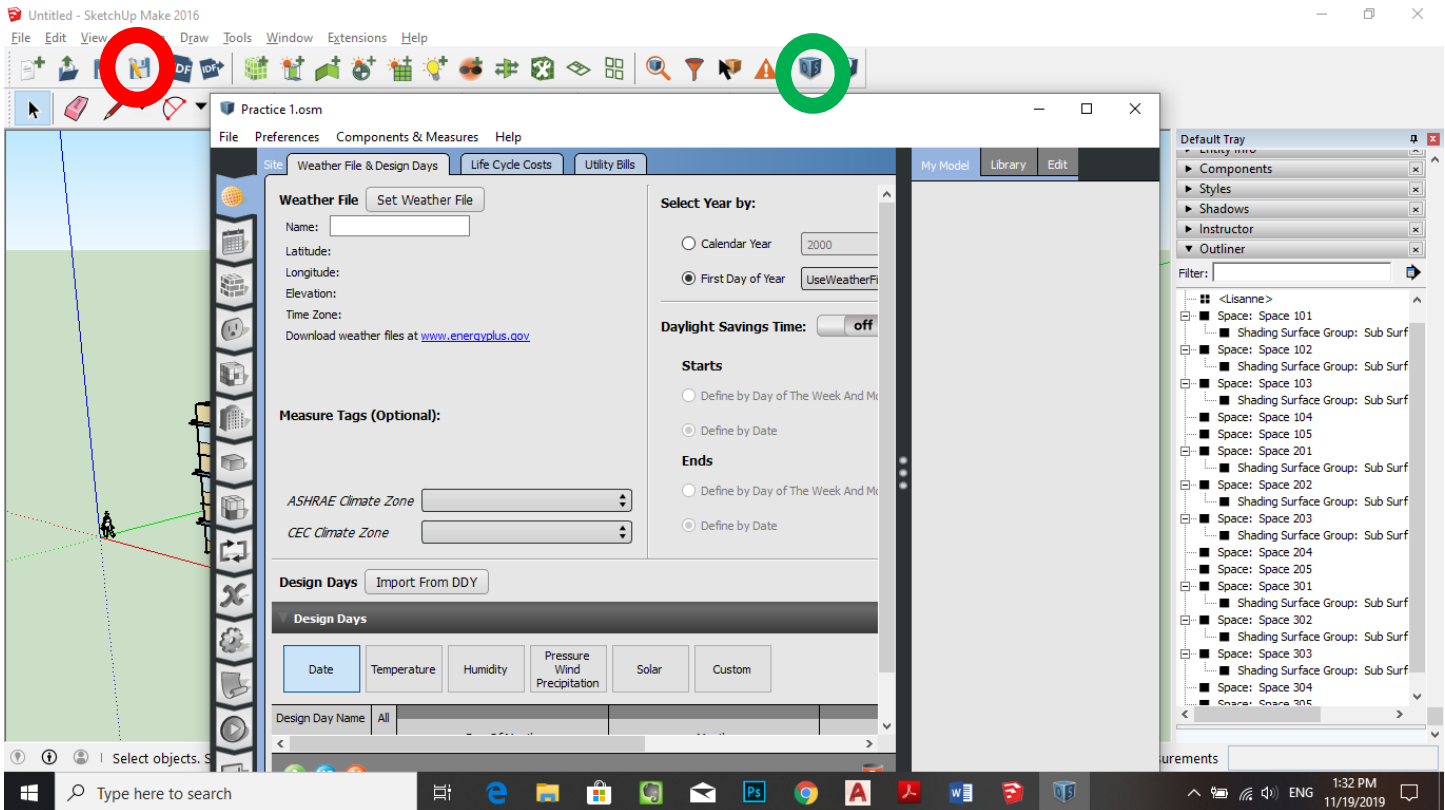 Untitled - SketchUp Make 2016
File Edit View Draw Tools Window Extensions Help
DF IDF
Practice 1.osm
File Preferences Components & Measures Help
Site Weather File & Design Days Life Cycle Costs Utility Bills
My Model Library Edit
Weather File Set Weather File
Name:
Latitude:
Longitude:
Elevation:
Time Zone:
Download weather files at www.energyplus.gov
Measure Tags (Optional):
ASHRAE Climate Zone
CEC Climate Zone
Select Year by:
Calendar Year 2000
First Day of Year UseWeatherFi
Daylight Savings Time: off
Starts
Define by Day of The Week And Mo
Define by Date
Ends
Define by Day of The Week And Mo
Define by Date
Design Days Import From DDY
Design Days
Date Temperature Humidity Pressure Wind Precipitation Solar Custom
Design Day Name All
Default Tray
Entity Info
Components
Styles
Shadows
Instructor
Outliner
Filter:
<Lisanne>
Space: Space 101
Shading Surface Group: Sub Surf
Space: Space 102
Shading Surface Group: Sub Surf
Space: Space 103
Shading Surface Group: Sub Surf
Space: Space 104
Space: Space 105
Space: Space 201
Shading Surface Group: Sub Surf
Space: Space 202
Shading Surface Group: Sub Surf
Space: Space 203
Shading Surface Group: Sub Surf
Space: Space 204
Space: Space 205
Space: Space 301
Shading Surface Group: Sub Surf
Space: Space 302
Shading Surface Group: Sub Surf
Space: Space 303
Shading Surface Group: Sub Surf
Space: Space 304
Space: Space 305
Select objects. S
urements
Type here to search
Ps
W
ENG
1:32 PM
11/19/2019